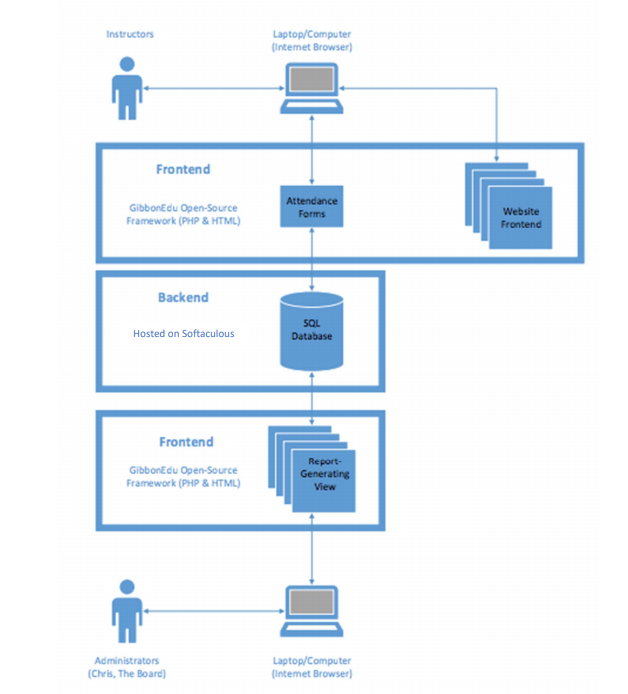 Instructors
Laptop/Computer
(Internet Browser)
Frontend
GibbonEdu Open-Source
Framework (PHP & HTML)
Attendance
Forms
Website
Frontend
Backend
Hosted on Softaculous
SQL
Database
Frontend
GibbonEdu Open-Source
Framework (PHP & HTML)
Report-
Generating
View
Administrators
(Chris, The Board)
Laptop/Computer
(Internet Browser)